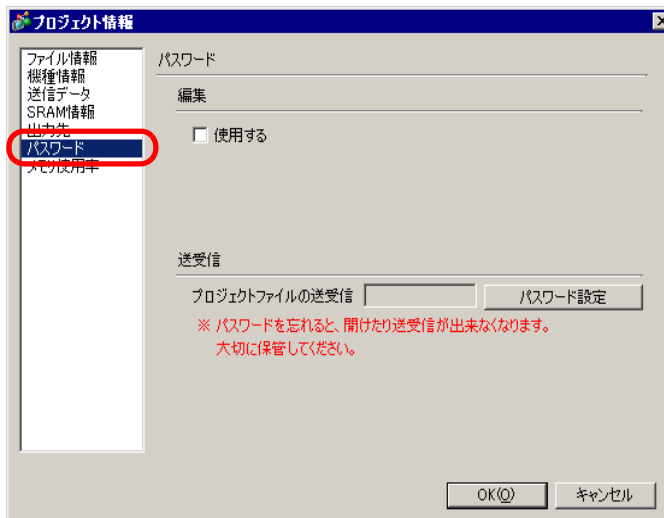 プロジェクト情報
ファイル情報
機種情報
送信データ
SRAM情報
出力先
パスワード
メモリ使用率
パスワード
編集
使用する
送受信
プロジェクトファイルの送受信 パスワード設定
※ パスワードを忘れると、開けたり送受信が出来なくなります。
大切に保管してください。
OK(O) キャンセル